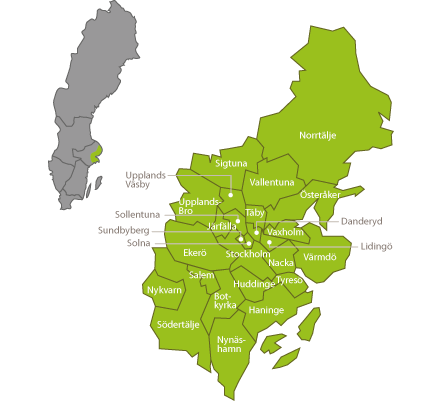 Norrtälje
Sigtuna
Upplands
Väsby
Vallentuna
Österåker
Upplands-
Bro
Sollentuna
Täby
Danderyd
Sundbyberg
Järfälla
Vaxholm
Solna
Lidingö
Ekerö
Stockholm
Nacka
Värmdö
Salem
Huddinge
Tyresö
Nykvarn
Bot-
kyrka
Haninge
Södertälje
Nynäs-
hamn